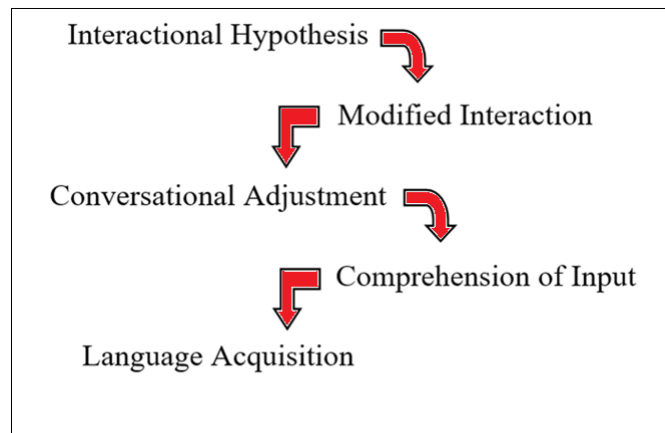 Interactional Hypothesis
Modified Interaction
Conversational Adjustment
Comprehension of Input
Language Acquisition